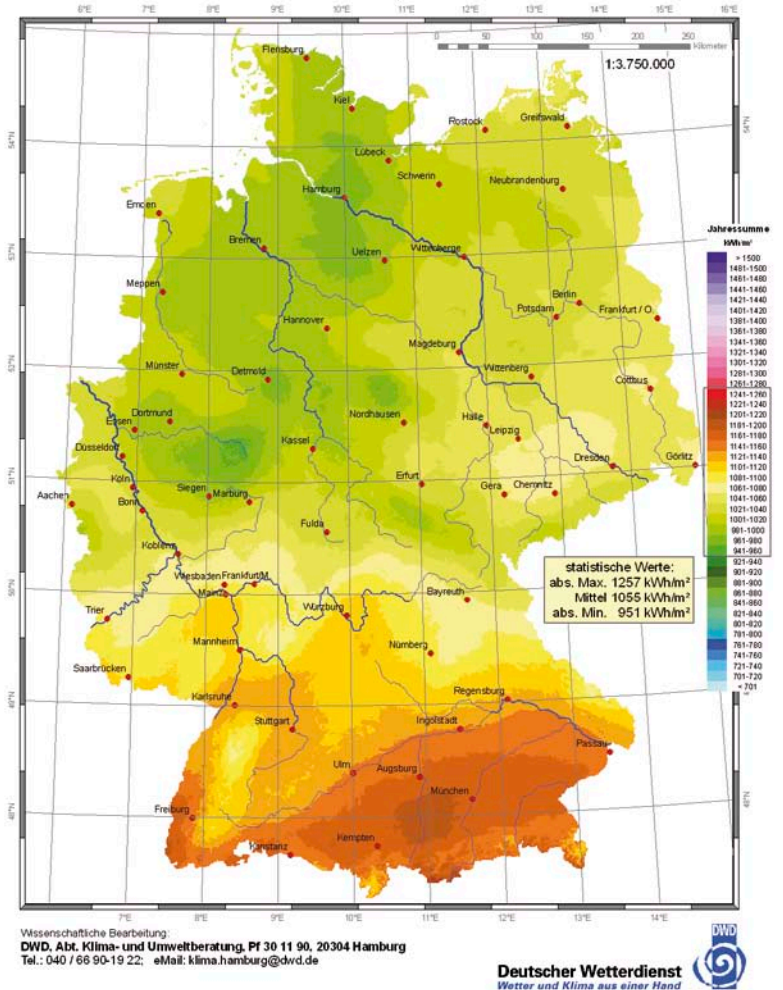 6°E 7°E 8°E 9°E 10°E 11°E 12°E 13°E 14°E 15°E 16°E
0 50 100 150 200 250
Kilometer
1:3.750.000
Flensburg
Kiel
Rostock
Greifswald
54°N
54°N
Lübeck
Schwerin
Neubrandenburg
Hamburg
Emden
Bremen
Uelzen
Wittenberge
53°N
Meppen
Berlin
Potsdam
Frankfurt / O.
Hannover
Magdeburg
52°N
Münster
Detmold
Wittenberg
Cottbus
Dortmund
Essen
Nordhausen
Halle
Leipzig
Düsseldorf
Kassel
Dresden
Görlitz
51°N
Köln
Erfurt
Gera
Chemnitz
Aachen
Bonn
Siegen
Marburg
Fulda
Koblenz
50°N
Wiesbaden
Frankfurt/M.
Mainz
Würzburg
Bayreuth
Trier
Mannheim
Nürnberg
Saarbrücken
49°N
Karlsruhe
Regensburg
Stuttgart
Ingolstadt
Passau
Ulm
Augsburg
München
48°N
48°N
Freiburg
Kempten
Konstanz
7°E 8°E 9°E 10°E 11°E 12°E 13°E 14°E
Jahressumme
kWh/m²
> 1500
1481-1500
1461-1480
1441-1460
1421-1440
1401-1420
1381-1400
1361-1380
1341-1360
1321-1340
1301-1320
1281-1300
1261-1280
1241-1260
1221-1240
1201-1220
1181-1200
1161-1180
1141-1160
1121-1140
1101-1120
1081-1100
1061-1080
1041-1060
1021-1040
1001-1020
981-1000
961-980
941-960
921-940
901-920
881-900
861-880
841-860
821-840
801-820
781-800
761-780
741-760
721-740
701-720
< 701
statistische Werte:
abs. Max. 1257 kWh/m²
Mittel 1055 kWh/m²
abs. Min. 951 kWh/m²
Wissenschaftliche Bearbeitung:
DWD, Abt. Klima- und Umweltberatung, Pf 30 11 90, 20304 Hamburg
Tel.: 040 / 66 90-19 22; eMail: klima.hamburg@dwd.de
DWD
Deutscher Wetterdienst
Wetter und Klima aus einer Hand